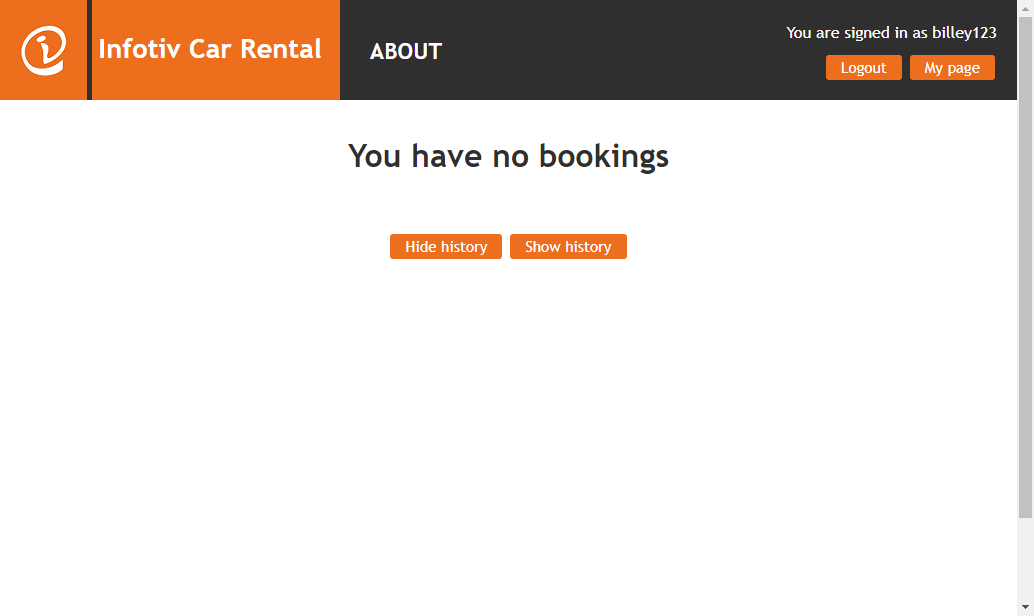 Infotiv Car Rental
ABOUT
You are signed in as billey123
Logout
My page
You have no bookings
Hide history
Show history